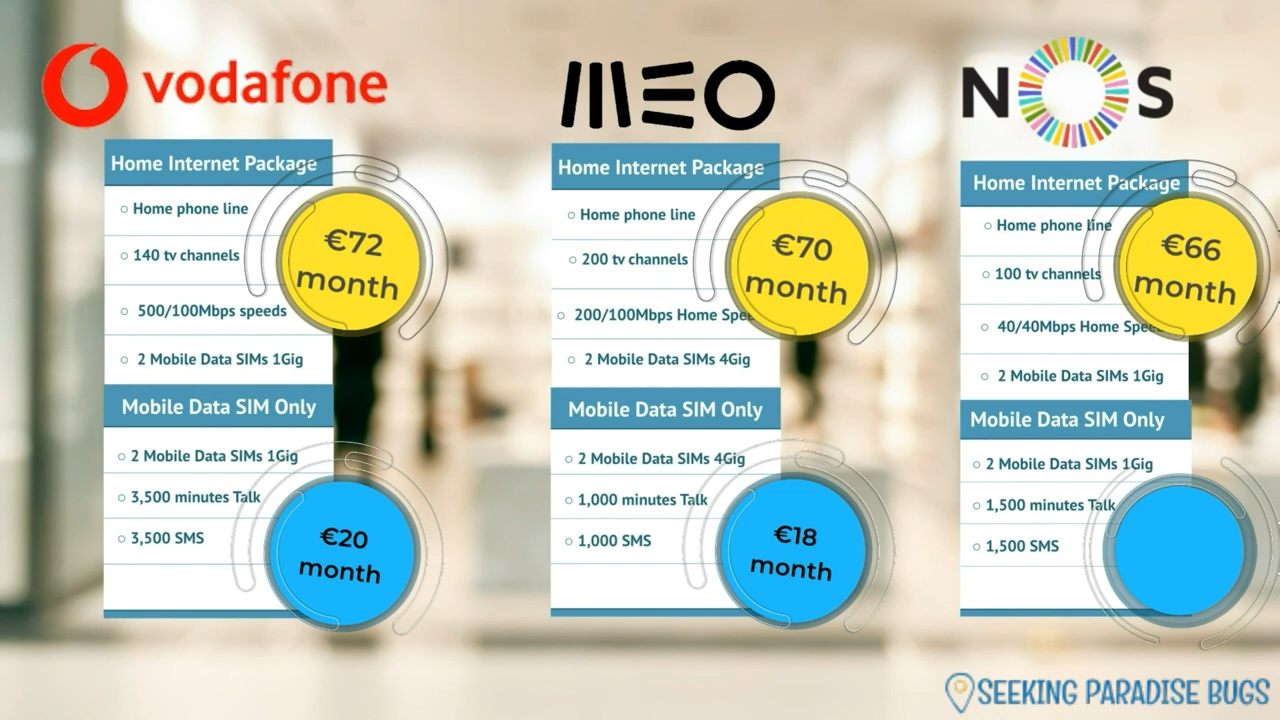 vodafone
Home Internet Package
Home phone line
140 tv channels
500/100Mbps speeds
2 Mobile Data SIMs 1Gig
€72
month
Mobile Data SIM Only
2 Mobile Data SIMs 1Gig
3,500 minutes Talk
3,500 SMS
€20
month
MEO
Home Internet Package
Home phone line
200 tv channels
200/100Mbps Home
2 Mobile Data SIMs 4Gig
€70
month
Mobile Data SIM Only
2 Mobile Data SIMs 4Gig
1,000 minutes Talk
1,000 SMS
€18
month
NOS
Home Internet Package
Home phone line
100 tv channels
40/40Mbps Home
2 Mobile Data SIMs 1Gig
€66
month
Mobile Data SIM Only
2 Mobile Data SIMs 1Gig
1,500 minutes Talk
1,500 SMS
SEEKING PARADISE BUGS